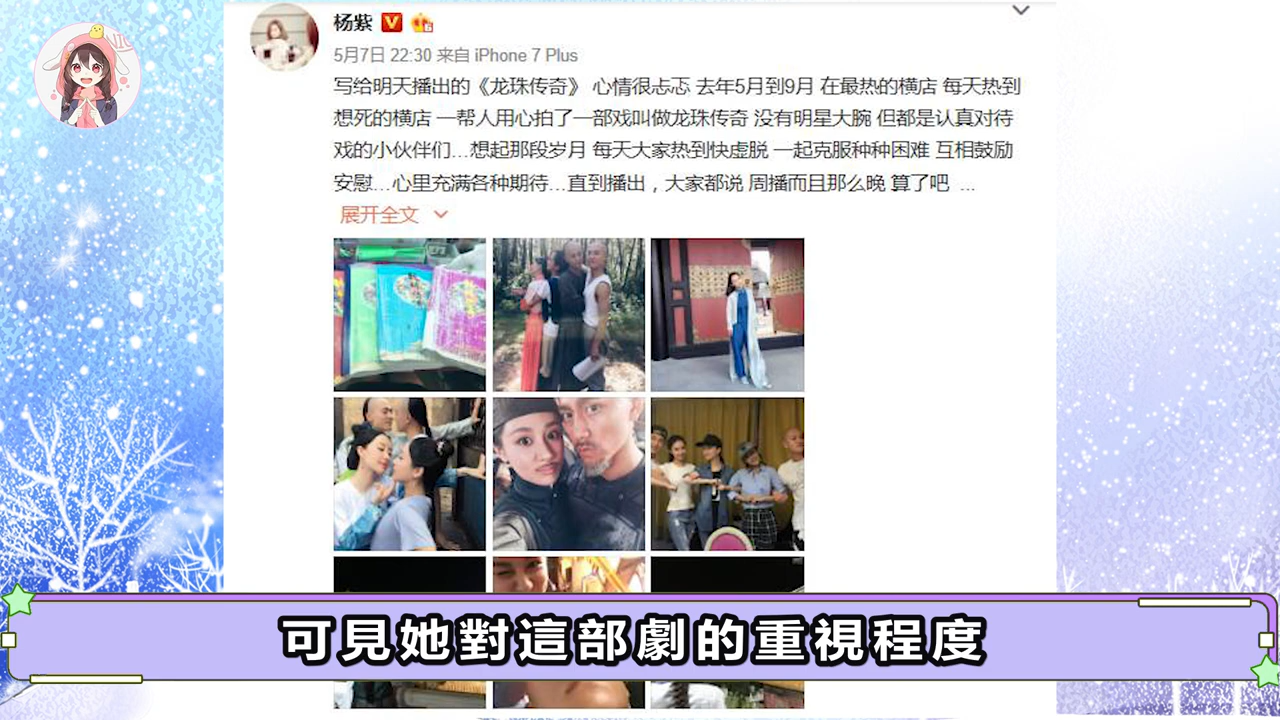 杨紫
5月7日 22:30 来自 iPhone 7 Plus
写给明天播出的《龙珠传奇》 心情很忐忑 去年5月到9月 在最热的横店 每天热到
想死的横店 一帮人用心拍了一部戏叫做龙珠传奇 没有明星大腕 但都是认真对待
戏的小伙伴们...想起那段岁月 每天大家热到快虚脱 一起克服种种困难 互相鼓励
安慰...心里充满各种期待...直到播出，大家都说 周播而且那么晚 算了吧 ...
展开全文
可見她對這部劇的重視程度